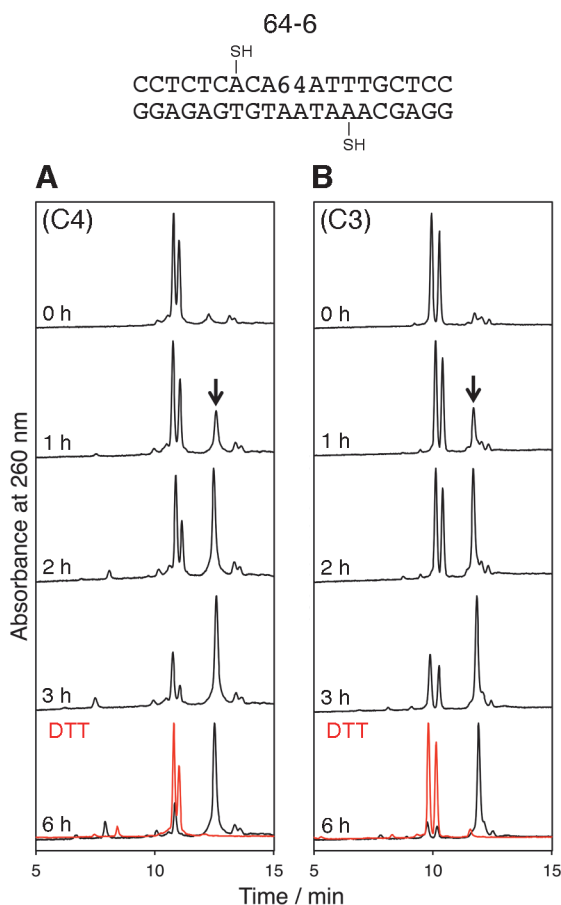 64-6
SH
CCTCTCACA64ATTTGCTCC
GGAGAGTGTAATAAACGAGG
SH
A
B
(C4)
(C3)
0 h
0 h
1 h
1 h
2 h
2 h
3 h
3 h
DTT
DTT
6 h
6 h
5
10
15
5
10
15
Absorbance at 260 nm
Time / min